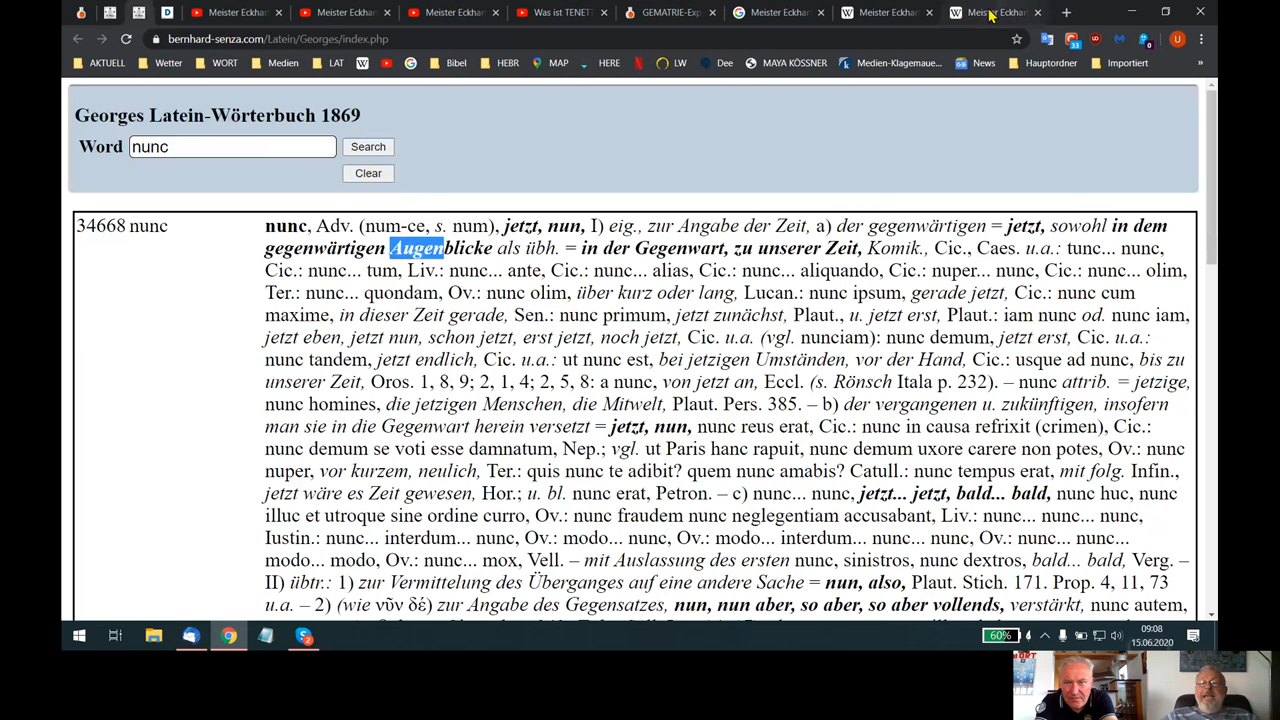 Meister Eckhar
Meister Eckhar
Meister Eckhar
Was ist TENET?
GEMATRIE-Exp
Meister Eckhar
Meister Eckhar
Meister Eckhar
bernhard-senza.com/Latein/Georges/index.php
AKTUELL Wetter WORT Medien LAT Bibel HEBR MAP HERE LW Dee MAYA KÖSSNER Medien-Klagemaue... News Hauptordner Importiert »
Georges Latein-Wörterbuch 1869
Word nunc Search
Clear
34668 nunc nunc, Adv. (num-ce, s. num), jetzt, nun, I) eig., zur Angabe der Zeit, a) der gegenwärtigen = jetzt, sowohl in dem
gegenwärtigen Augenblicke als übh. = in der Gegenwart, zu unserer Zeit, Komik., Cic., Caes. u.a.: tunc... nunc,
Cic.: nunc... tum, Liv.: nunc... ante, Cic.: nunc... alias, Cic.: nunc... aliquando, Cic.: nuper... nunc, Cic.: nunc... olim,
Ter.: nunc... quondam, Ov.: nunc olim, über kurz oder lang, Lucan.: nunc ipsum, gerade jetzt, Cic.: nunc cum
maxime, in dieser Zeit gerade, Sen.: nunc primum, jetzt zunächst, Plaut., u. jetzt erst, Plaut.: iam nunc od. nunc iam,
jetzt eben, jetzt nun, schon jetzt, erst jetzt, noch jetzt, Cic. u.a. (vgl. nunciam): nunc demum, jetzt erst, Cic. u.a.:
nunc tandem, jetzt endlich, Cic. u.a.: ut nunc est, bei jetzigen Umständen, vor der Hand, Cic.: usque ad nunc, bis zu
unserer Zeit, Oros. 1, 8, 9; 2, 1, 4; 2, 5, 8: a nunc, von jetzt an, Eccl. (s. Rönsch Itala p. 232). – nunc attrib. = jetzige,
nunc homines, die jetzigen Menschen, die Mitwelt, Plaut. Pers. 385. – b) der vergangenen u. zukünftigen, insofern
man sie in die Gegenwart herein versetzt = jetzt, nun, nunc reus erat, Cic.: nunc in causa refrixit (crimen), Cic.:
nunc demum se voti esse damnatum, Nep.; vgl. ut Paris hanc rapuit, nunc demum uxore carere non potes, Ov.: nunc
nuper, vor kurzem, neulich, Ter.: quis nunc te adibit? quem nunc amabis? Catull.: nunc tempus erat, mit folg. Infin.,
jetzt wäre es Zeit gewesen, Hor.; u. bl. nunc erat, Petron. – c) nunc... nunc, jetzt... jetzt, bald... bald, nunc huc, nunc
illuc et utroque sine ordine curro, Ov.: nunc fraudem nunc neglegentiam accusabant, Liv.: nunc... nunc... nunc,
Iustin.: nunc... interdum... nunc, Ov.: modo... nunc, Ov.: modo... interdum... nunc... nunc, Ov.: nunc... nunc...
modo... modo, Ov.: nunc... mox, Vell. – mit Auslassung des ersten nunc, sinistros, nunc dextros, bald... bald, Verg. –
II) übtr.: 1) zur Vermittelung des Überganges auf eine andere Sache = nun, also, Plaut. Stich. 171. Prop. 4, 11, 73
u.a. – 2) (wie νῦν δέ) zur Angabe des Gegensatzes, nun, nun aber, so aber, so aber vollends, verstärkt, nunc autem,
60%
09:08
15.06.2020